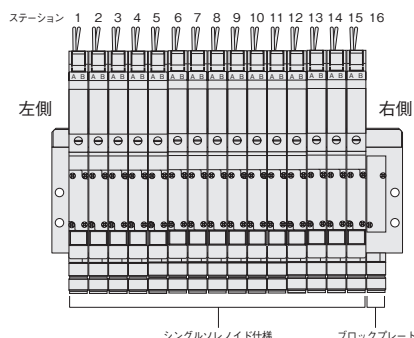 ステーション 1 2 3 4 5 6 7 8 9 10 11 12 13 14 15 16
A B A B A B A B A B A B A B A B A B A B A B A B A B A B A B
左側 右側
シングルソレノイド仕様 ブロックプレート